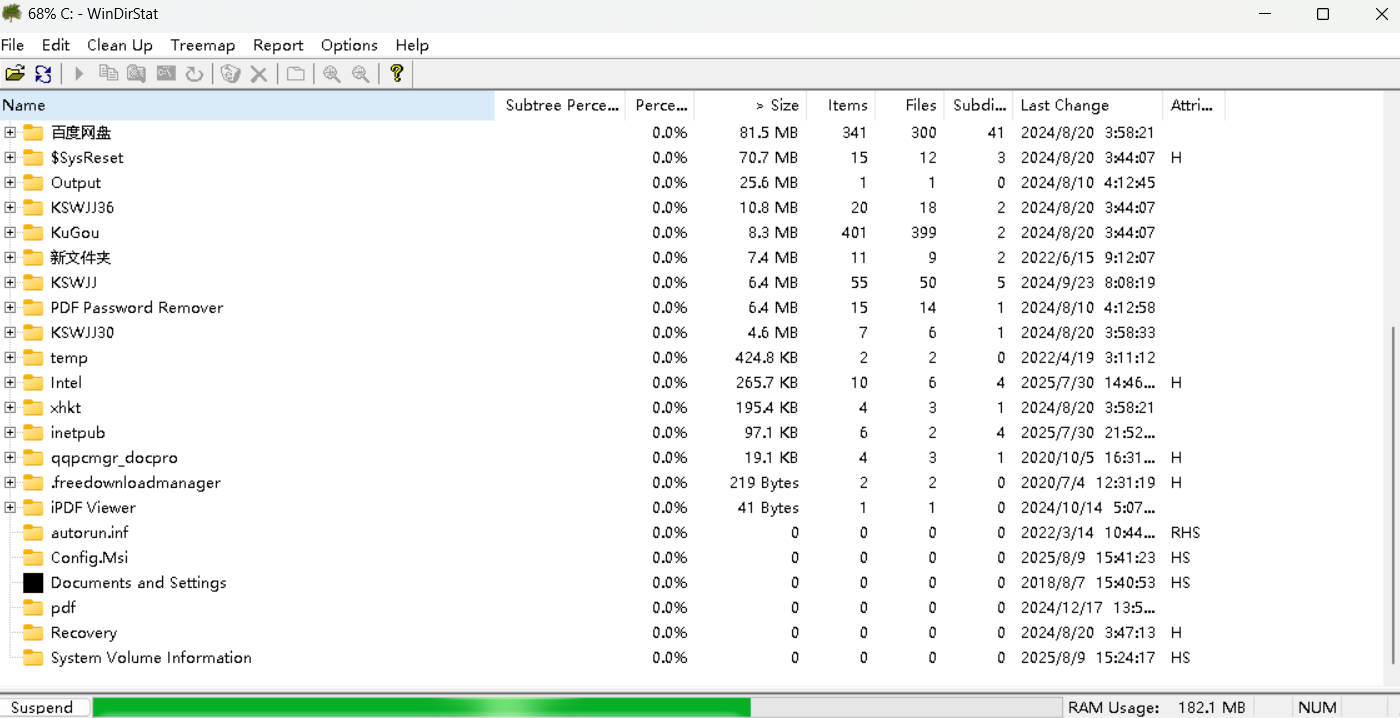 68% C: - WinDirStat
File Edit Clean Up Treemap Report Options Help
Name Subtree Perce... Perce... > Size Items Files Subdi... Last Change Attri...
百度网盘 0.0% 81.5 MB 341 300 41 2024/8/20 3:58:21
$SysReset 0.0% 70.7 MB 15 12 3 2024/8/20 3:44:07 H
Output 0.0% 25.6 MB 1 1 0 2024/8/10 4:12:45
KSWJJ36 0.0% 10.8 MB 20 18 2 2024/8/20 3:44:07
KuGou 0.0% 8.3 MB 401 399 2 2024/8/20 3:44:07
新文件夹 0.0% 7.4 MB 11 9 2 2022/6/15 9:12:07
KSWJJ 0.0% 6.4 MB 55 50 5 2024/9/23 8:08:19
PDF Password Remover 0.0% 6.4 MB 15 14 1 2024/8/10 4:12:58
KSWJJ30 0.0% 4.6 MB 7 6 1 2024/8/20 3:58:33
temp 0.0% 424.8 KB 2 2 0 2022/4/19 3:11:12
Intel 0.0% 265.7 KB 10 6 4 2025/7/30 14:46... H
xhkt 0.0% 195.4 KB 4 3 1 2024/8/20 3:58:21
inetpub 0.0% 97.1 KB 6 2 4 2025/7/30 21:52...
qqpcmgr_docpro 0.0% 19.1 KB 4 3 1 2020/10/5 16:31... H
.freedownloadmanager 0.0% 219 Bytes 2 2 0 2020/7/4 12:31:19 H
iPDF Viewer 0.0% 41 Bytes 1 1 0 2024/10/14 5:07...
autorun.inf 0.0% 0 0 0 0 2022/3/14 10:44... RHS
Config.Msi 0.0% 0 0 0 0 2025/8/9 15:41:23 HS
Documents and Settings 0.0% 0 0 0 0 2018/8/7 15:40:53 HS
pdf 0.0% 0 0 0 0 2024/12/17 13:5...
Recovery 0.0% 0 0 0 0 2024/8/20 3:47:13 H
System Volume Information 0.0% 0 0 0 0 2025/8/9 15:24:17 HS
Suspend RAM Usage: 182.1 MB NUM